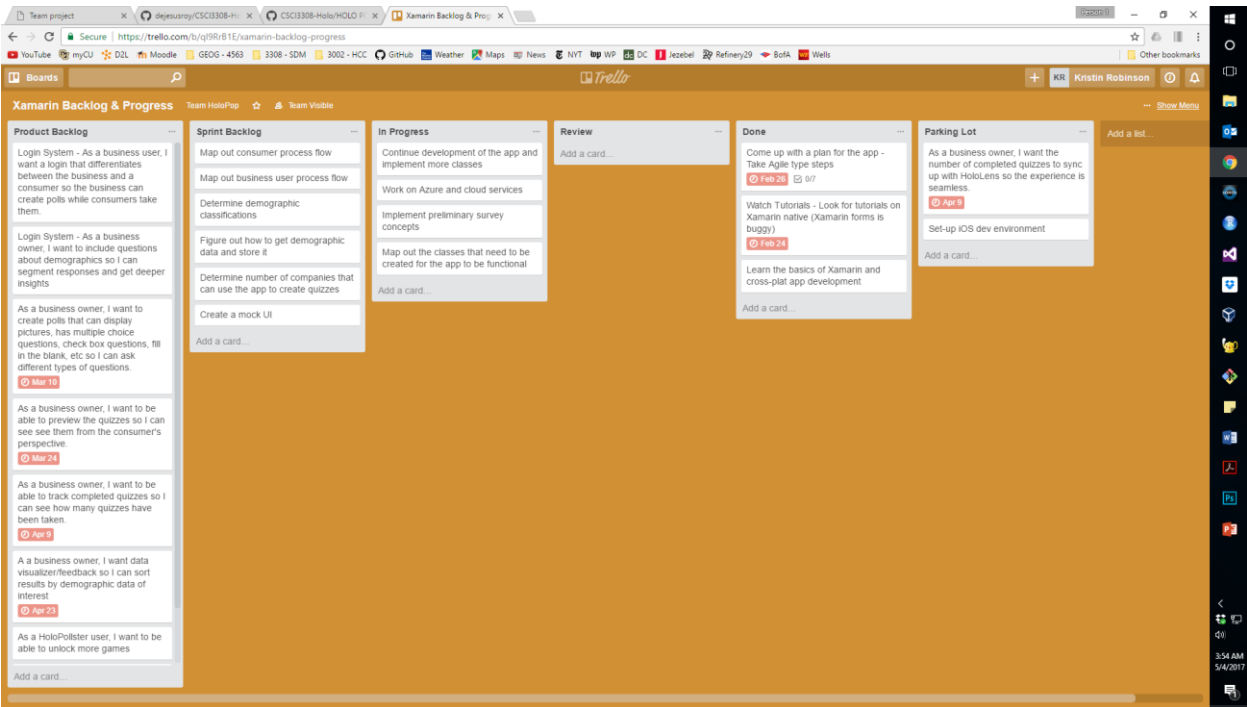 Team project
dejesusroy/CSCI3308-Ho
CSCI3308-Holo/HOLO P
Xamarin Backlog & Prog
Person 1
Secure
https://trello.com/b/ql9RrB1E/xamarin-backlog-progress
YouTube myCU D2L Moodle GEOG - 4563 3308 - SDM 3002 - HCC GitHub Weather Maps News NYT WP DC Jezebel Refinery29 BofA Wells Other bookmarks
Boards
Trello
KR Kristin Robinson
Xamarin Backlog & Progress Team HoloPop Team Visible
... Show Menu
Product Backlog ...
Login System - As a business user, I
want a login that differentiates
between the business and a
consumer so the business can
create polls while consumers take
them.
Login System - As a business
owner, I want to include questions
about demographics so I can
segment responses and get deeper
insights
As a business owner, I want to
create polls that can display
pictures, has multiple choice
questions, check box questions, fill
in the blank, etc so I can ask
different types of questions.
Mar 10
As a business owner, I want to be
able to preview the quizzes so I can
see see them from the consumer's
perspective.
Mar 24
As a business owner, I want to be
able to track completed quizzes so I
can see how many quizzes have
been taken.
Apr 9
A a business owner, I want data
visualizer/feedback so I can sort
results by demographic data of
interest
Apr 23
As a HoloPollster user, I want to be
able to unlock more games
Add a card...
Sprint Backlog ...
Map out consumer process flow
Map out business user process flow
Determine demographic
classifications
Figure out how to get demographic
data and store it
Determine number of companies that
can use the app to create quizzes
Create a mock UI
Add a card...
In Progress ...
Continue development of the app and
implement more classes
Work on Azure and cloud services
Implement preliminary survey
concepts
Map out the classes that need to be
created for the app to be functional
Add a card...
Review ...
Add a card...
Done ...
Come up with a plan for the app -
Take Agile type steps
Feb 26 0/7
Watch Tutorials - Look for tutorials on
Xamarin native (Xamarin forms is
buggy)
Feb 24
Learn the basics of Xamarin and
cross-plat app development
Add a card...
Parking Lot ...
As a business owner, I want the
number of completed quizzes to sync
up with HoloLens so the experience is
seamless.
Apr 9
Set-up iOS dev environment
Add a card...
Add a list...
3:54 AM
5/4/2017